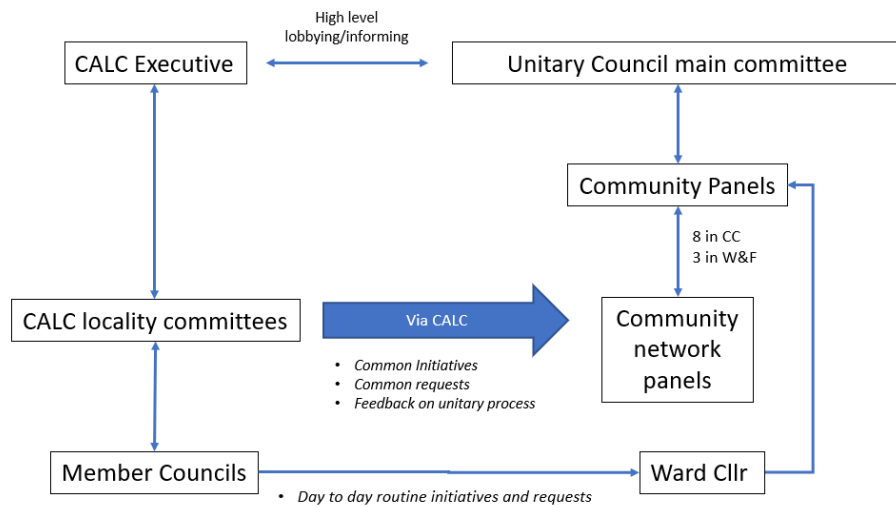 High level
lobbying/informing
CALC Executive
Unitary Council main committee
Community Panels
8 in CC
3 in W&F
CALC locality committees
Via CALC
Community
network
panels
• Common Initiatives
• Common requests
• Feedback on unitary process
Member Councils
Ward Cllr
• Day to day routine initiatives and requests